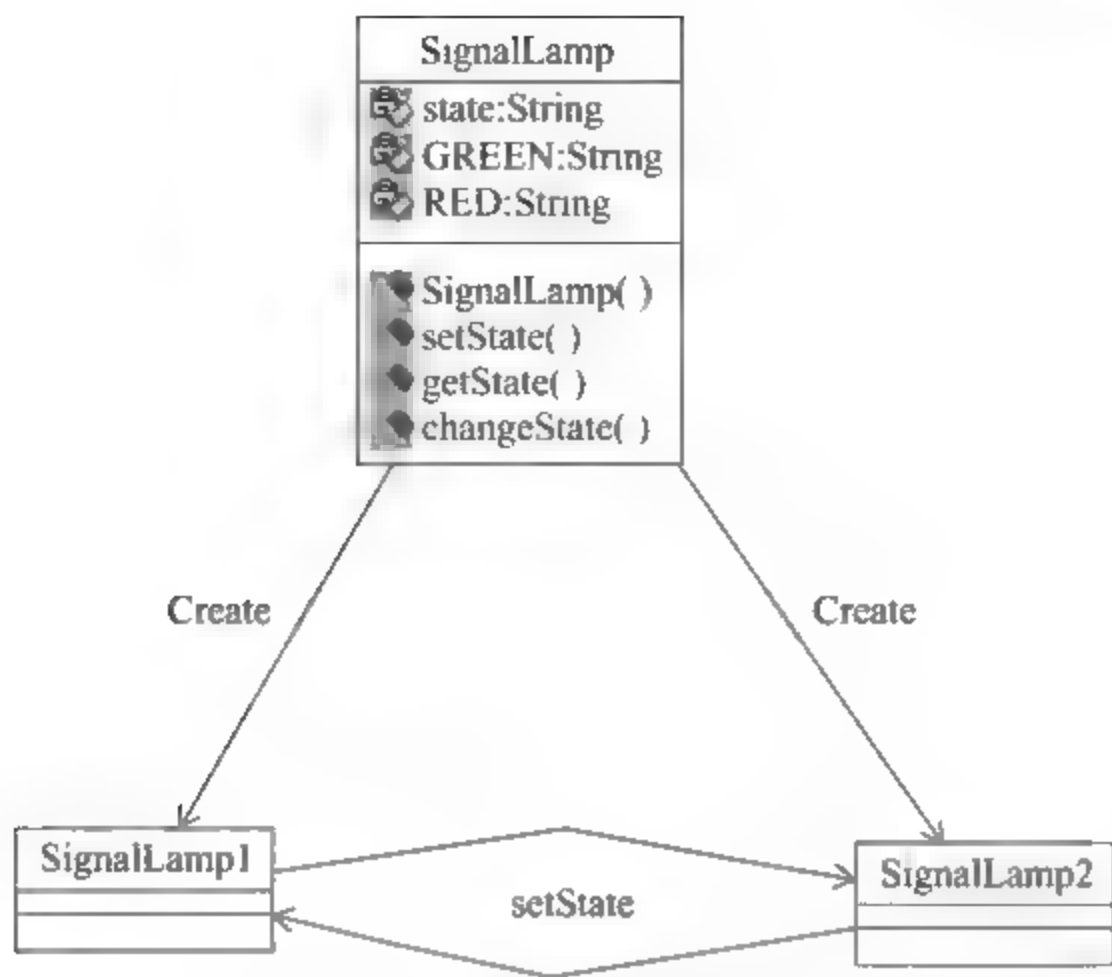 SignalLamp
state:String
GREEN:String
RED:String
SignalLamp( )
setState( )
getState( )
changeState( )
Create
Create
SignalLamp1
setState
SignalLamp2